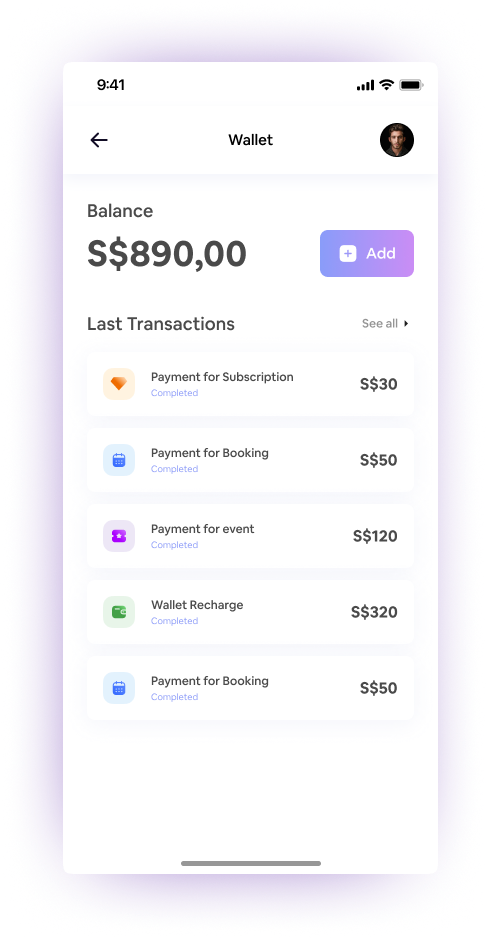 9:41
Wallet
Balance
S$890,00
Add
Last Transactions
See all
Payment for Subscription
Completed
S$30
Payment for Booking
Completed
S$50
Payment for event
Completed
S$120
Wallet Recharge
Completed
S$320
Payment for Booking
Completed
S$50